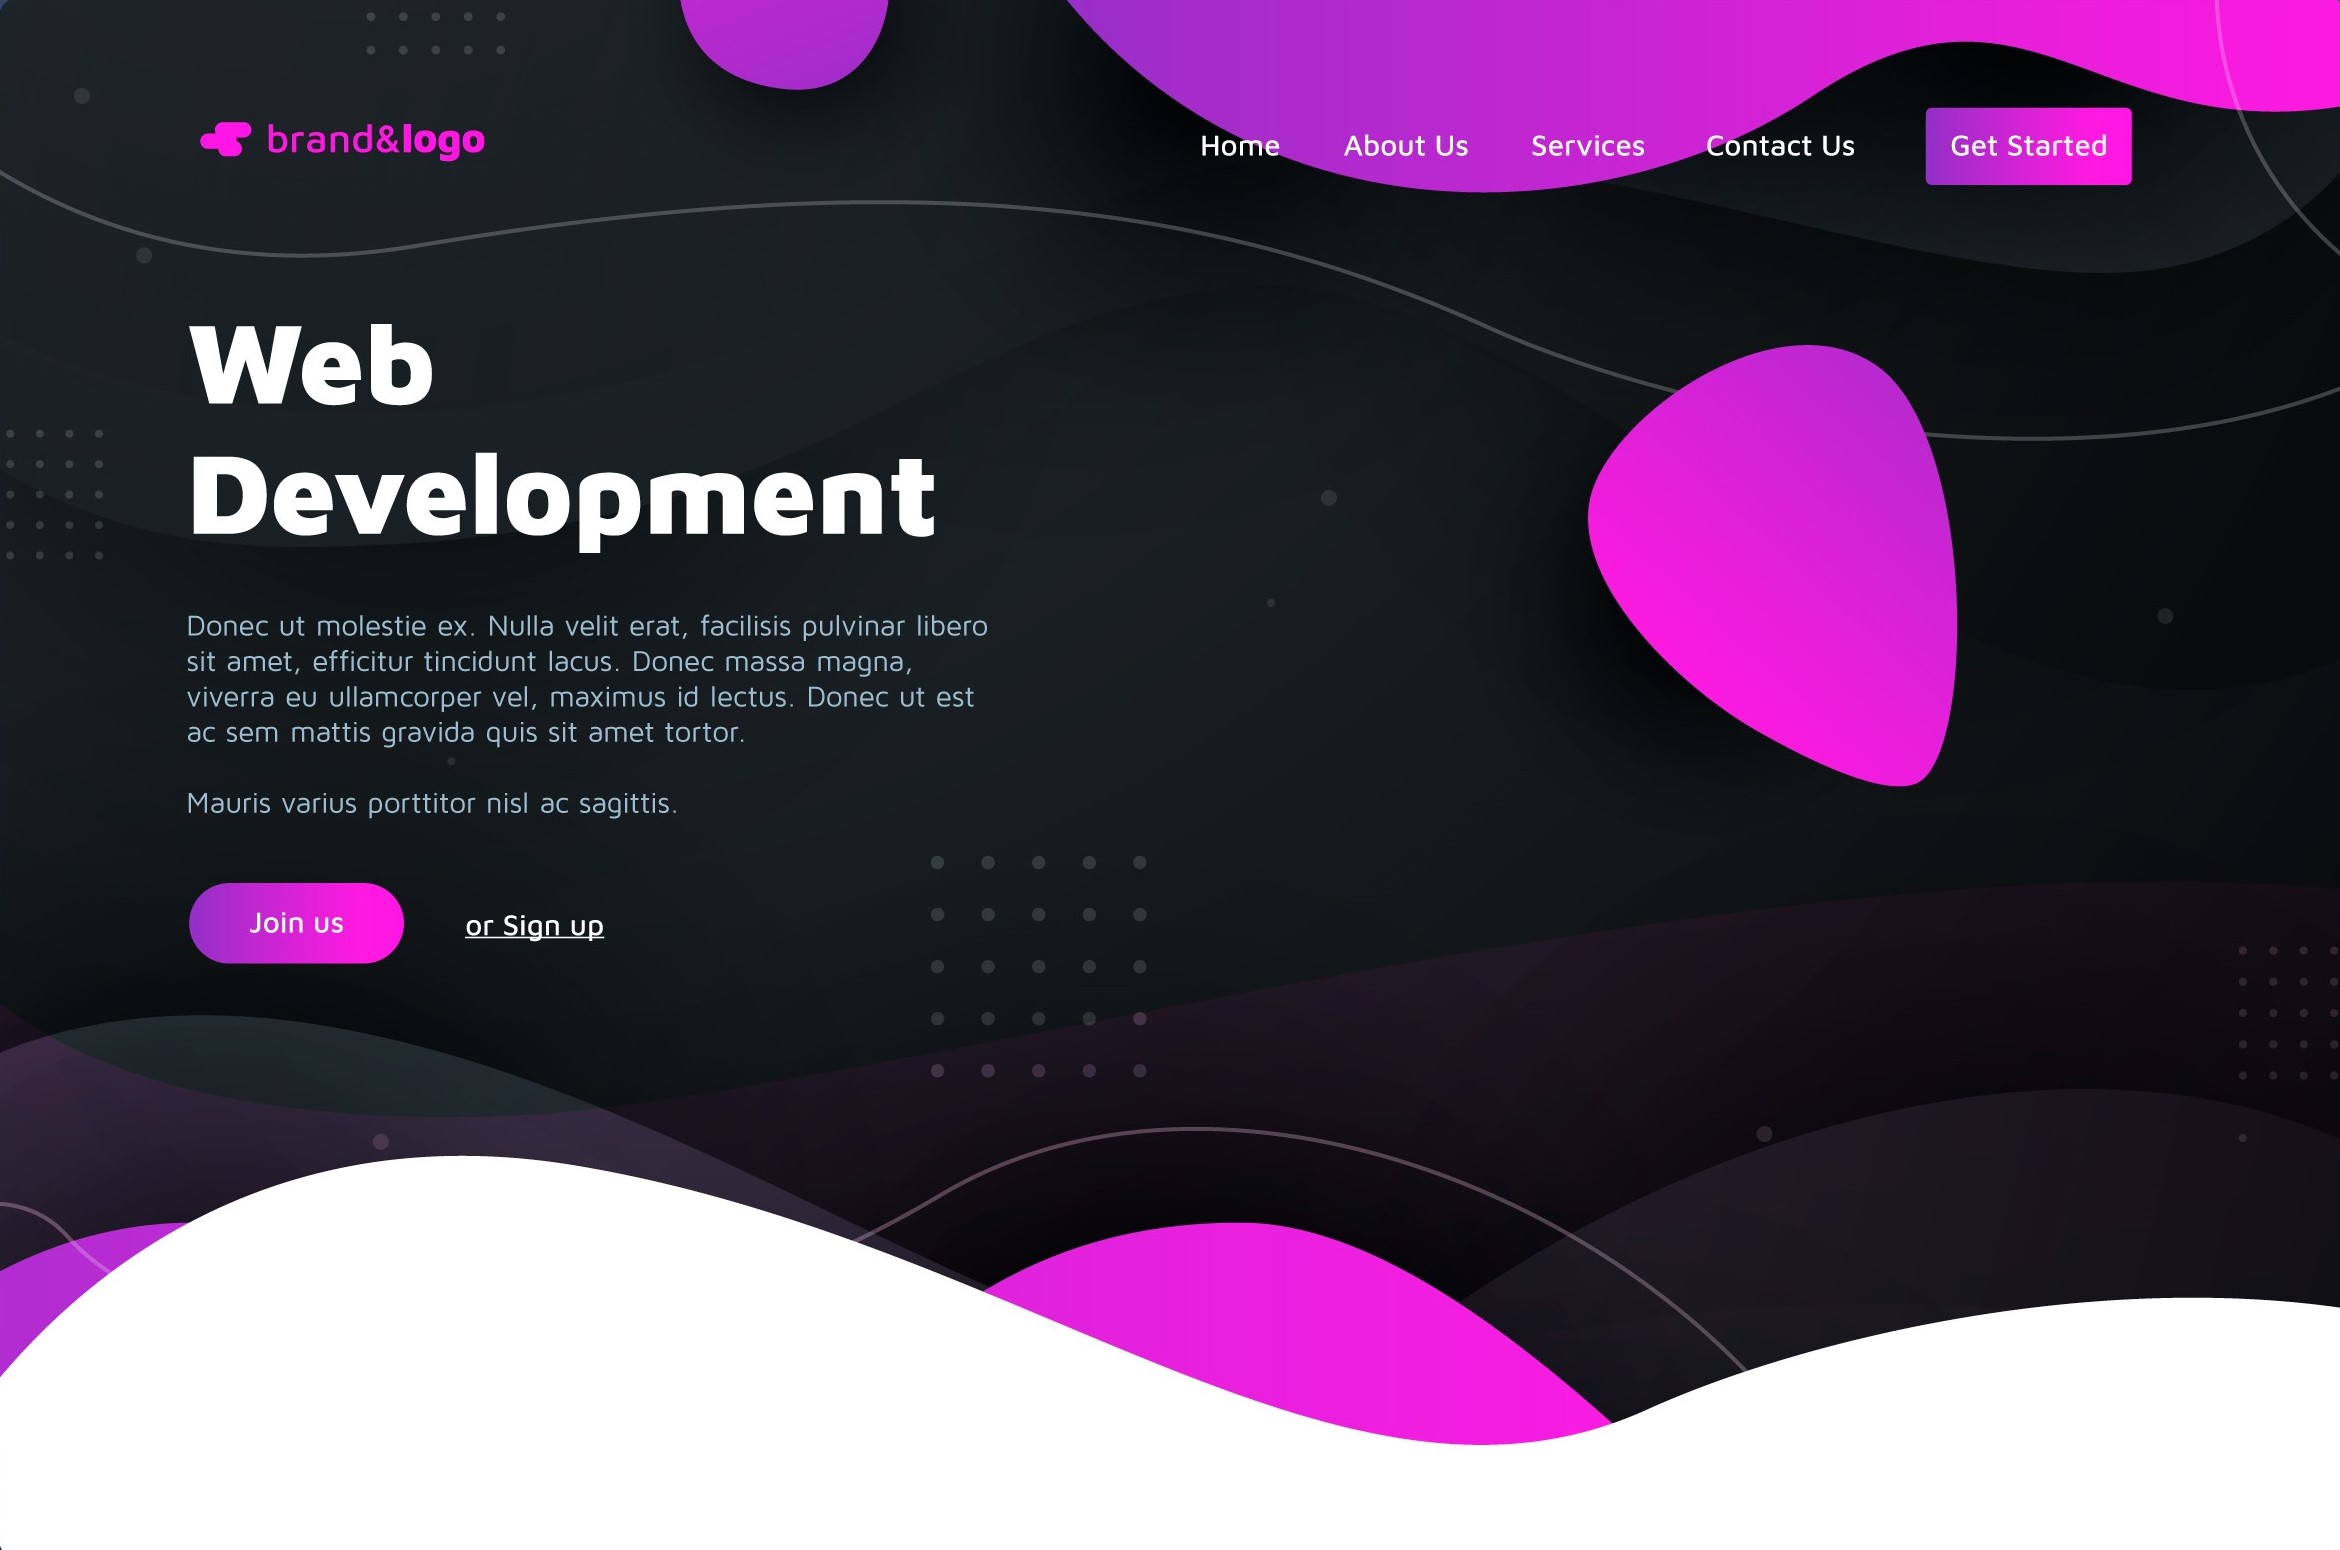 brand&logo
Home About Us Services Contact Us Get Started
Web
Development
Donec ut molestie ex. Nulla velit erat, facilisis pulvinar libero
sit amet, efficitur tincidunt lacus. Donec massa magna,
viverra eu ullamcorper vel, maximus id lectus. Donec ut est
ac sem mattis gravida quis sit amet tortor.
Mauris varius porttitor nisl ac sagittis.
Join us or Sign up